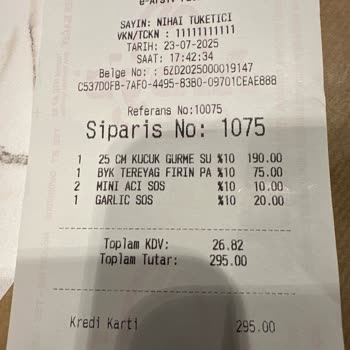 SAYIN: NIHAI TUKETICI
VKN/TCKN : 11111111111
TARIH: 23-07-2025
SAAT: 17:42:34
Belge No: : 6ZD2025000019147
C537D0FB-7AF0-4495-B3B0-09701CEAE888
Referans No:10075
Siparis No: 1075
1 25 CM KUCUK GURME SU %10 190.00
1 BYK TEREYAG FIRIN PA %10 75.00
2 MINI ACI SOS %10 10.00
1 GARLIC SOS %10 20.00
Toplam KDV: 26.82
Toplam Tutar: 295.00
Kredi Karti 295.00